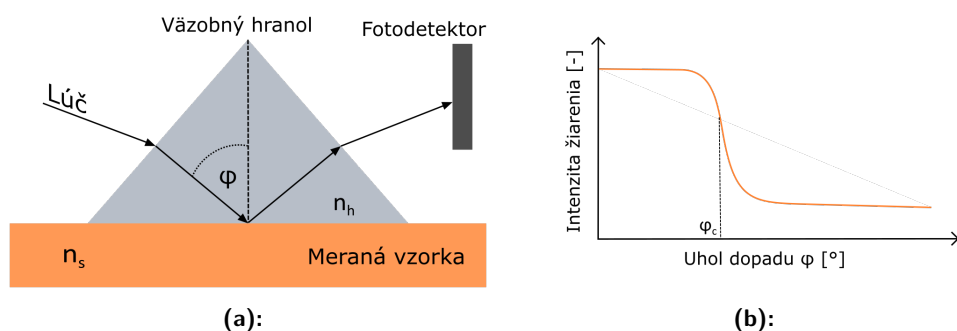 Väzobný hranol
Fotodetektor
Lúč
φ
n_h
n_s
Meraná vzorka
(a):
Intenzita žiarenia [-]
φ_c
Uhol dopadu φ [°]
(b):